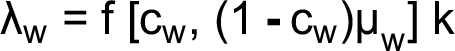 λw = f [cw, (1 - cw)μw] k